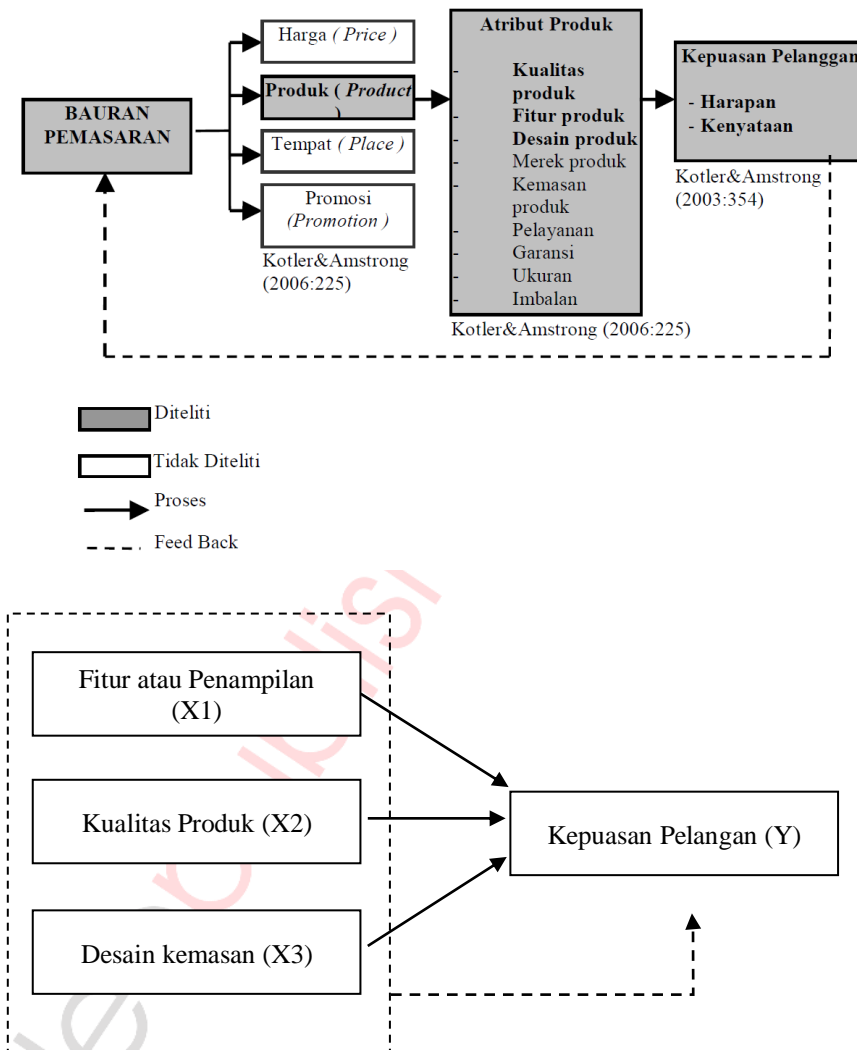 Harga ( Price )
BAURAN
PEMASARAN
Produk ( Product
)
Tempat ( Place )
Promosi
(Promotion )
Kotler&Amstrong
(2006:225)
Atribut Produk
- Kualitas
produk
- Fitur produk
- Desain produk
- Merek produk
- Kemasan
produk
- Pelayanan
- Garansi
- Ukuran
- Imbalan
Kotler&Amstrong (2006:225)
Kepuasan Pelanggan
- Harapan
- Kenyataan
Kotler&Amstrong
(2003:354)
Diteliti
Tidak Diteliti
Proses
Feed Back
Fitur atau Penampilan
(X1)
Kualitas Produk (X2)
Desain kemasan (X3)
Kepuasan Pelangan (Y)